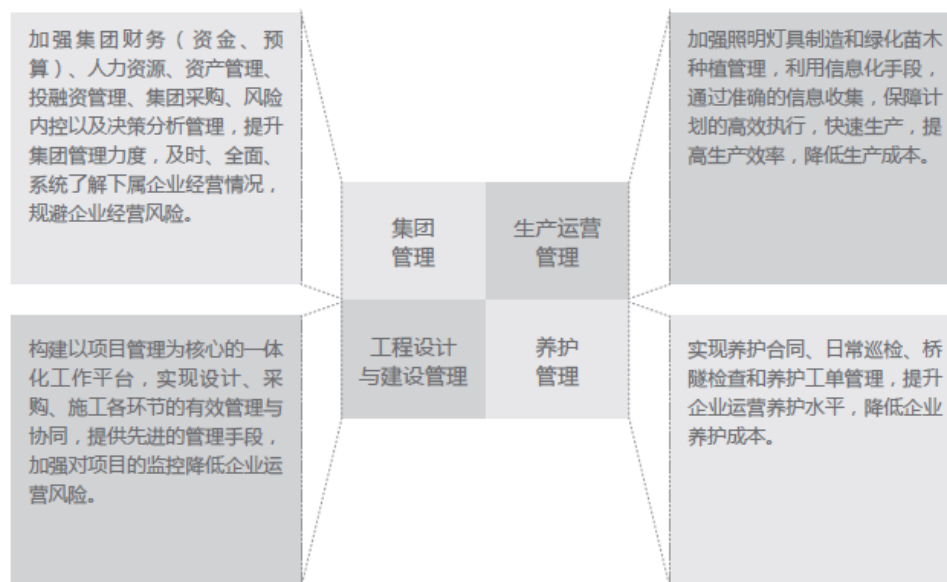 加强集团财务（资金、预
算）、人力资源、资产管理、
投融资管理、集团采购、风险
内控以及决策分析管理，提升
集团管理力度，及时、全面、
系统了解下属企业经营情况，
规避企业经营风险。
加强照明灯具制造和绿化苗木
种植管理，利用信息化手段，
通过准确的信息收集，保障计
划的高效执行，快速生产，提
高生产效率，降低生产成本。
集团
管理
生产运营
管理
工程设计
与建设管理
养护
管理
构建以项目管理为核心的一体
化工作平台，实现设计、采
购、施工各环节的有效管理与
协同，提供先进的管理手段，
加强对项目的监控降低企业运
营风险。
实现养护合同、日常巡检、桥
隧检查和养护工单管理，提升
企业运营养护水平，降低企业
养护成本。